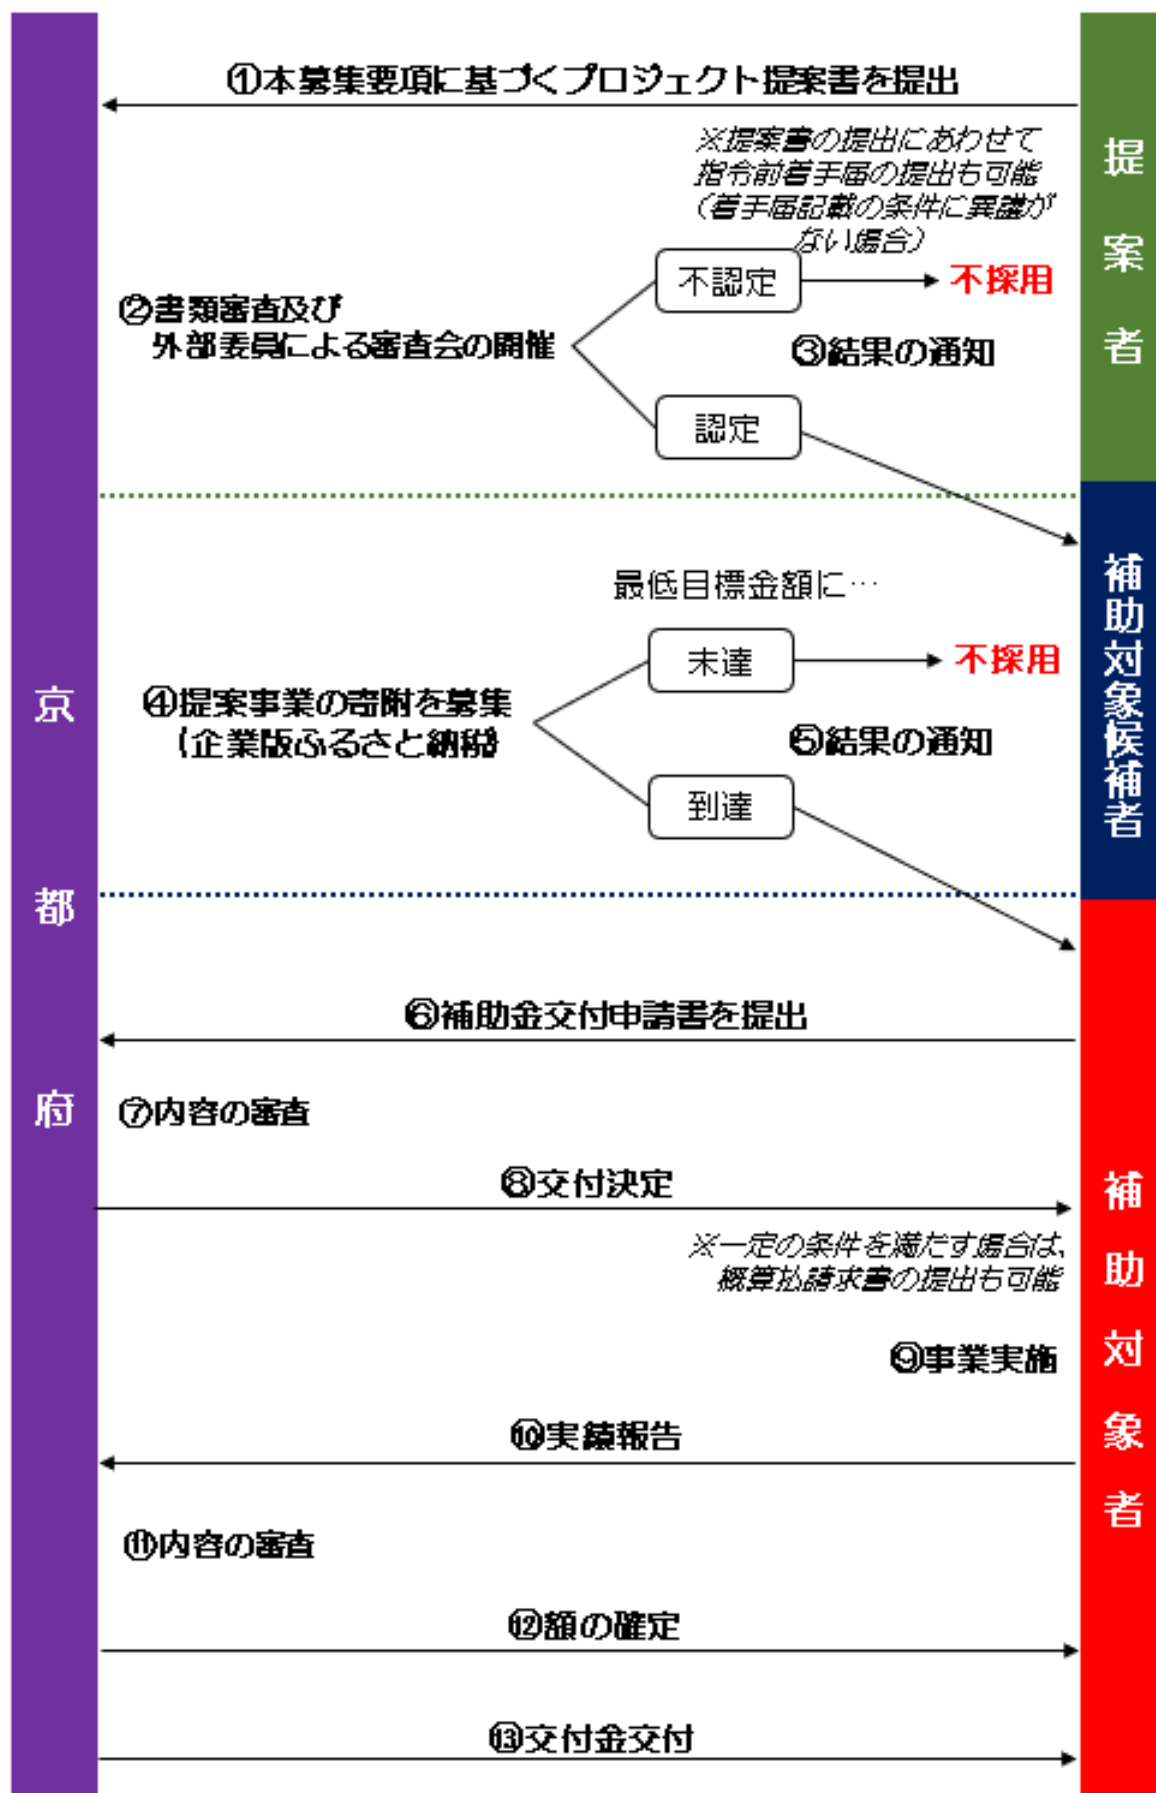 ①本募集要項に基づくプロジェクト提案書を提出
※提案書の提出にあわせて
指令前着手届の提出も可能
（着手届記載の条件に異議が
ない場合）
提案者
②書類審査及び
外部委員による審査会の開催
不認定
不採用
③結果の通知
認定
補助対象候補者
最低目標金額に…
未達
不採用
④提案事業の寄附を募集
（企業版ふるさと納税）
⑤結果の通知
到達
京都府
⑥補助金交付申請書を提出
⑦内容の審査
⑧交付決定
※一定の条件を満たす場合は、
概算払請求書の提出も可能
補助対象者
⑨事業実施
⑩実績報告
⑪内容の審査
⑫額の確定
⑬交付金交付